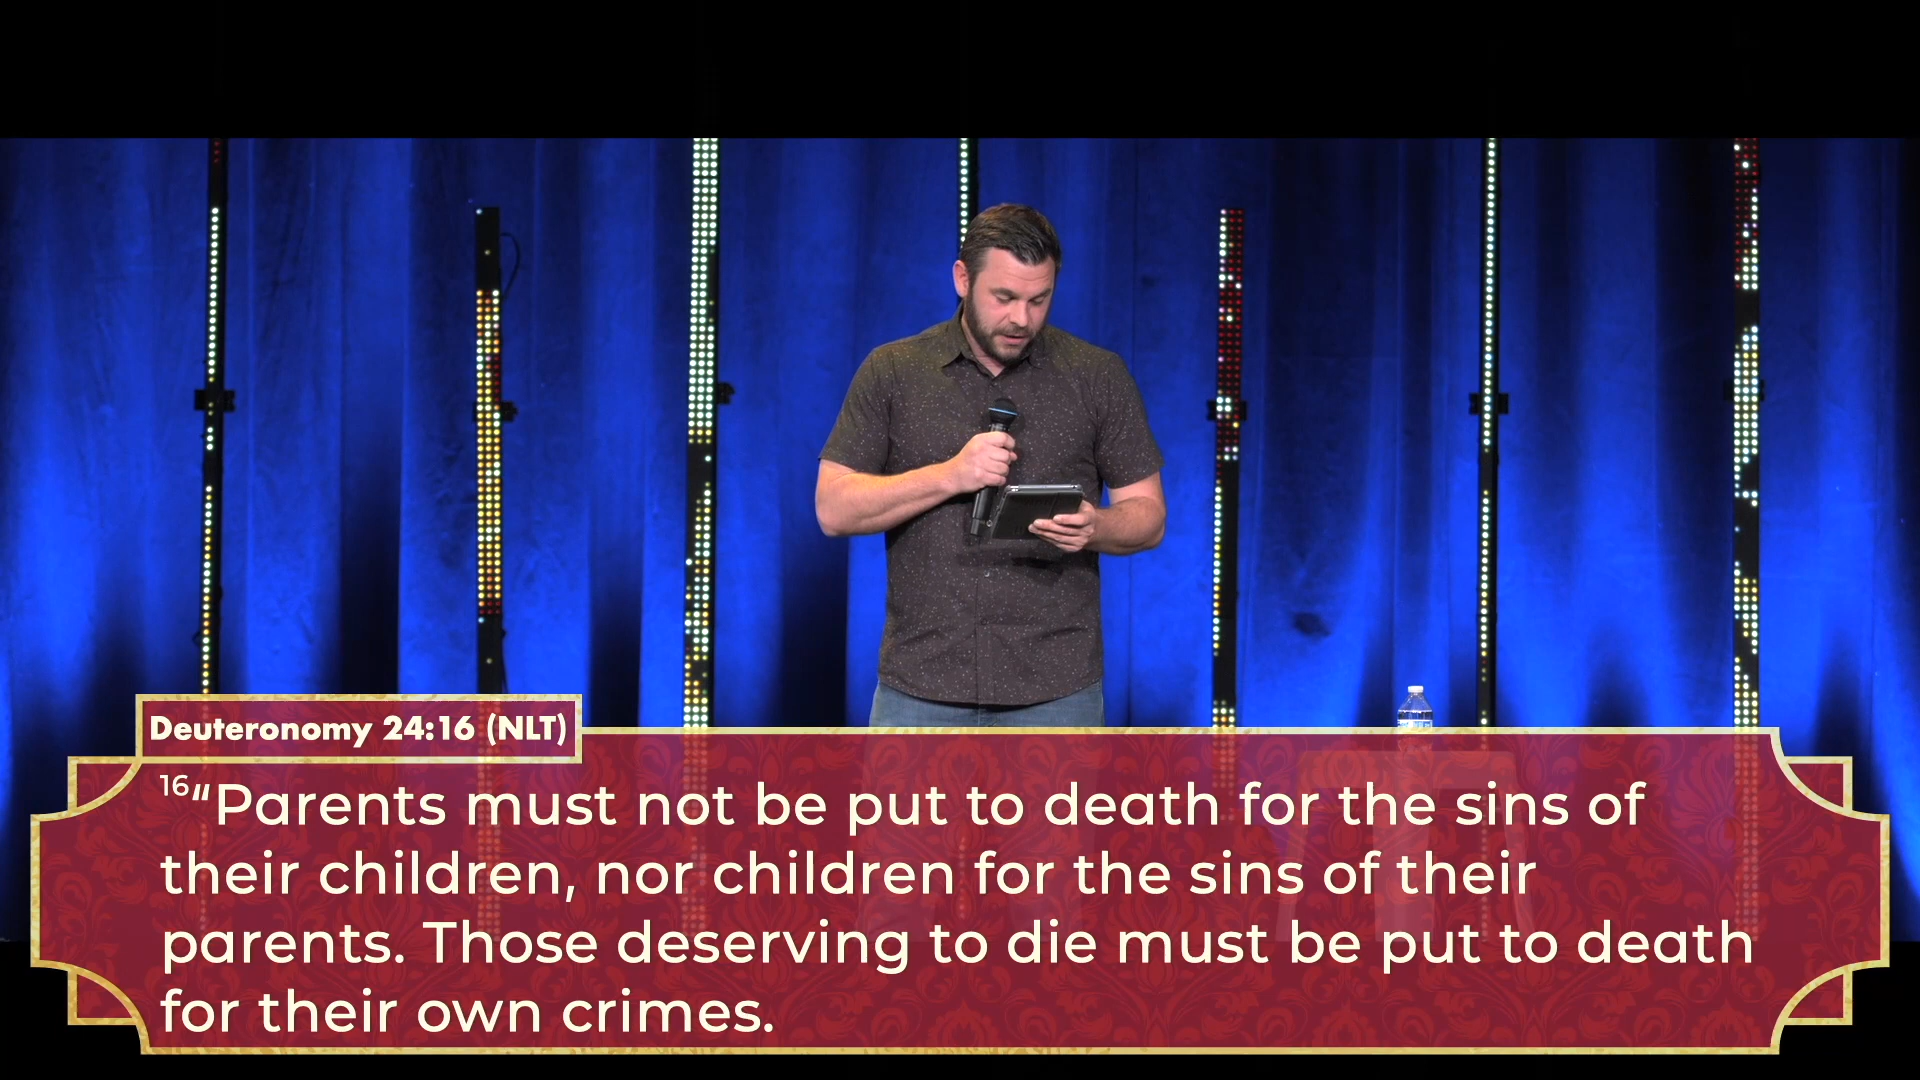 Deuteronomy 24:16 (NLT)
16“Parents must not be put to death for the sins of
their children, nor children for the sins of their
parents. Those deserving to die must be put to death
for their own crimes.